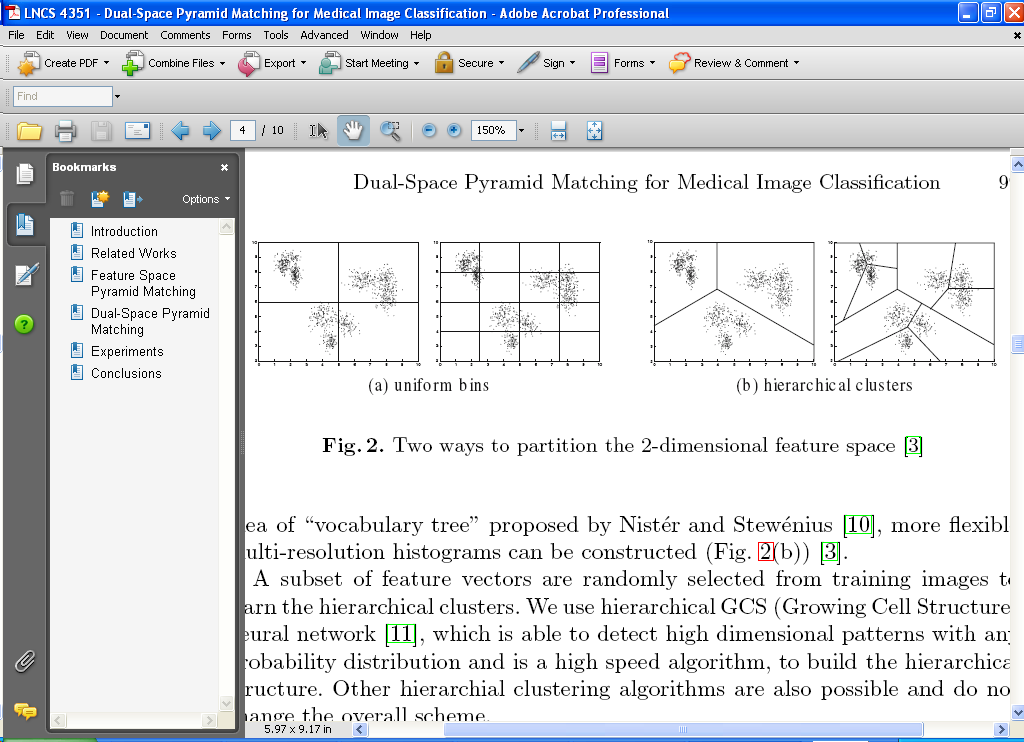 LNCS 4351 - Dual-Space Pyramid Matching for Medical Image Classification - Adobe Acrobat Professional
File Edit View Document Comments Forms Tools Advanced Window Help
Create PDF Combine Files Export Start Meeting Secure Sign Forms Review & Comment
Find
4 / 10 150%
Bookmarks
Options
Introduction
Related Works
Feature Space
Pyramid Matching
Dual-Space Pyramid
Matching
Experiments
Conclusions
Dual-Space Pyramid Matching for Medical Image Classification 9
(a) uniform bins
(b) hierarchical clusters
Fig. 2. Two ways to partition the 2-dimensional feature space [3]
ea of “vocabulary tree” proposed by Nistér and Stewénius [10], more flexibl
ulti-resolution histograms can be constructed (Fig. 2(b)) [3].
A subset of feature vectors are randomly selected from training images t
arn the hierarchical clusters. We use hierarchical GCS (Growing Cell Structure
eural network [11], which is able to detect high dimensional patterns with an
robability distribution and is a high speed algorithm, to build the hierarchica
ructure. Other hierarchial clustering algorithms are also possible and do no
hange the overall scheme.
5.97 x 9.17 in